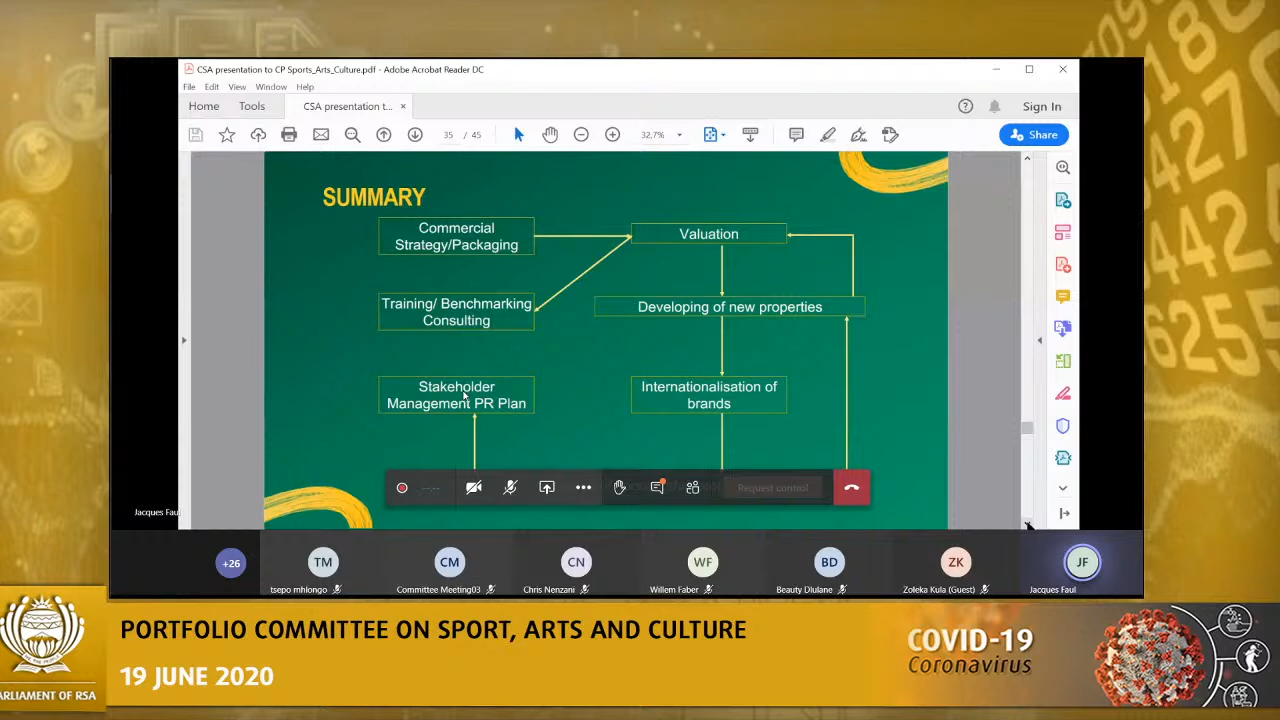 CSA presentation to CP Sports_Arts_Culture.pdf - Adobe Acrobat Reader DC
File Edit View Window Help
Home Tools CSA presentation t... × Sign In
35 / 45 32,7% Share
SUMMARY
Commercial
Strategy/Packaging
Valuation
Training/ Benchmarking
Consulting
Developing of new properties
Stakeholder
Management PR Plan
Internationalisation of
brands
Request control
Jacques Faul
+26 TM CM CN WF BD ZK JF
tsepo mhlongo Committee Meeting03 Chris Nenzani Willem Faber Beauty Dlulane Zoleka Kula (Guest) Jacques Faul
PORTFOLIO COMMITTEE ON SPORT, ARTS AND CULTURE
19 JUNE 2020
COVID-19
Coronavirus
ARLIAMENT OF RSA